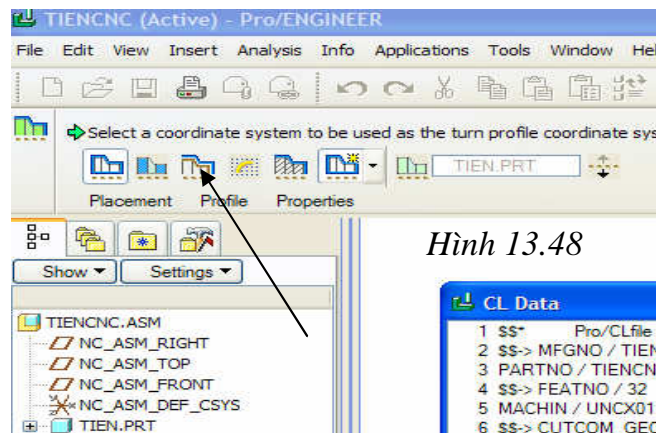 TIENCNC (Active) - Pro/ENGINEER
File Edit View Insert Analysis Info Applications Tools Window Hel
Select a coordinate system to be used as the turn profile coordinate sys
TIEN.PRT
Placement Profile Properties
Hình 13.48
Show Settings
TIENCNC.ASM
NC_ASM_RIGHT
NC_ASM_TOP
NC_ASM_FRONT
NC_ASM_DEF_CSYS
TIEN.PRT
CL Data
1 $$* Pro/CLfile
2 $$-> MFGNO / TIEN
3 PARTNO / TIENCN
4 $$-> FEATNO / 32
5 MACHIN / UNCX01
6 $$-> CUTCOM_GEO